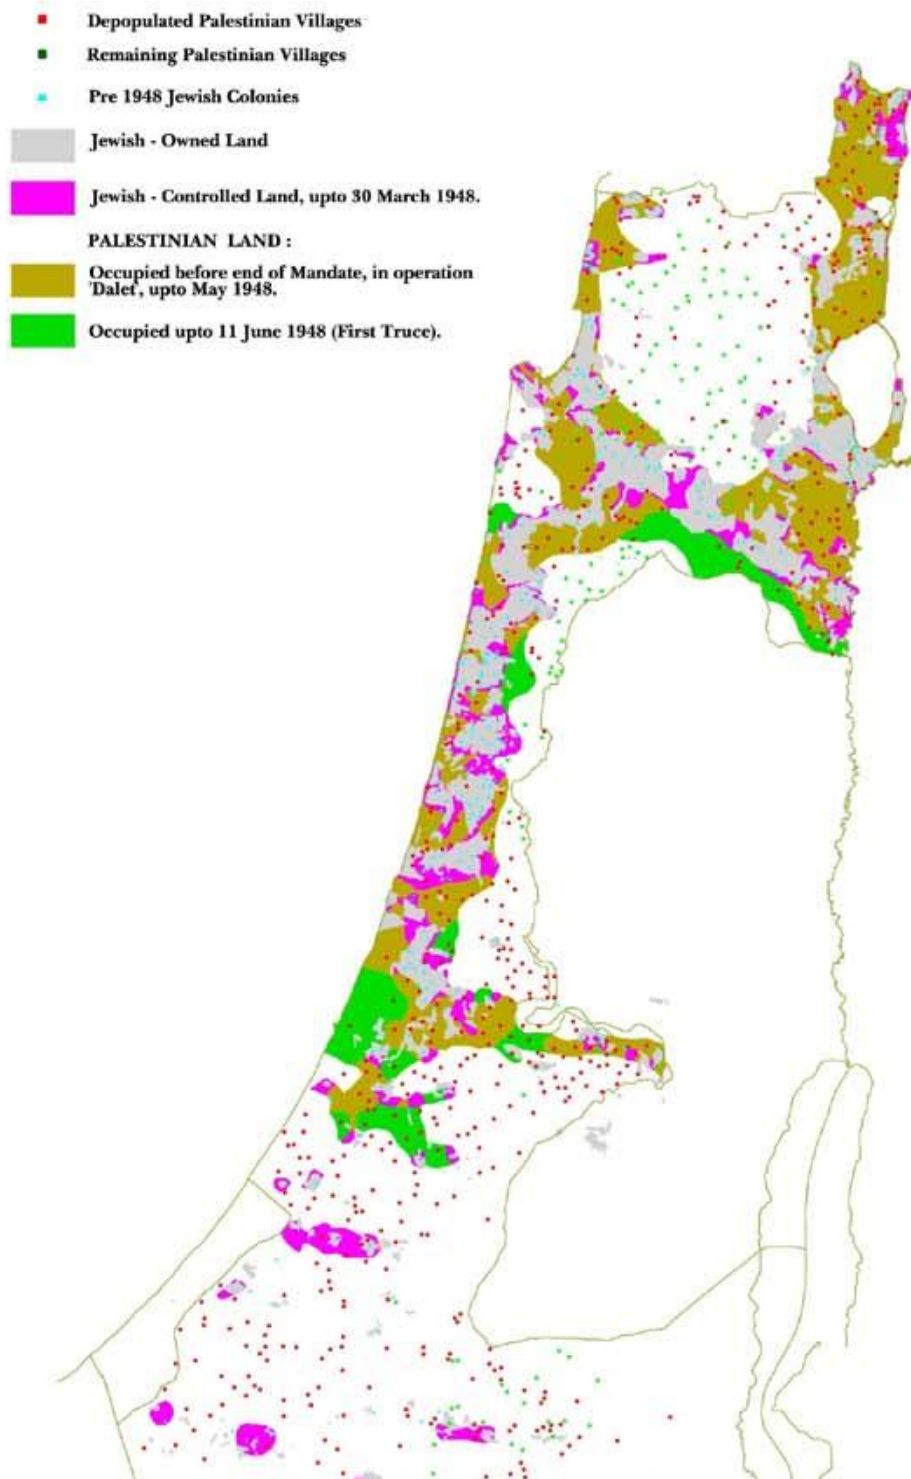 Depopulated Palestinian Villages
Remaining Palestinian Villages
Pre 1948 Jewish Colonies
Jewish - Owned Land
Jewish - Controlled Land, upto 30 March 1948.
PALESTINIAN LAND :
Occupied before end of Mandate, in operation
'Dalet', upto May 1948.
Occupied upto 11 June 1948 (First Truce).